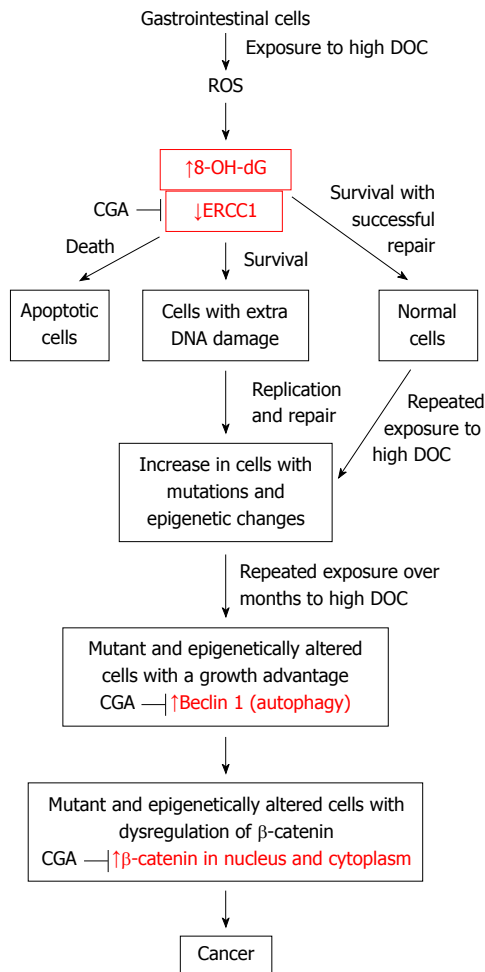 Gastrointestinal cells
Exposure to high DOC
ROS
↑8-OH-dG
CGA
↓ERCC1
Survival with
successful
repair
Death
Survival
Apoptotic
cells
Cells with extra
DNA damage
Normal
cells
Replication
and repair
Repeated
exposure to
high DOC
Increase in cells with
mutations and
epigenetic changes
Repeated exposure over
months to high DOC
Mutant and epigenetically altered
cells with a growth advantage
CGA ↑Beclin 1 (autophagy)
Mutant and epigenetically altered cells with
dysregulation of β-catenin
CGA ↑β-catenin in nucleus and cytoplasm
Cancer